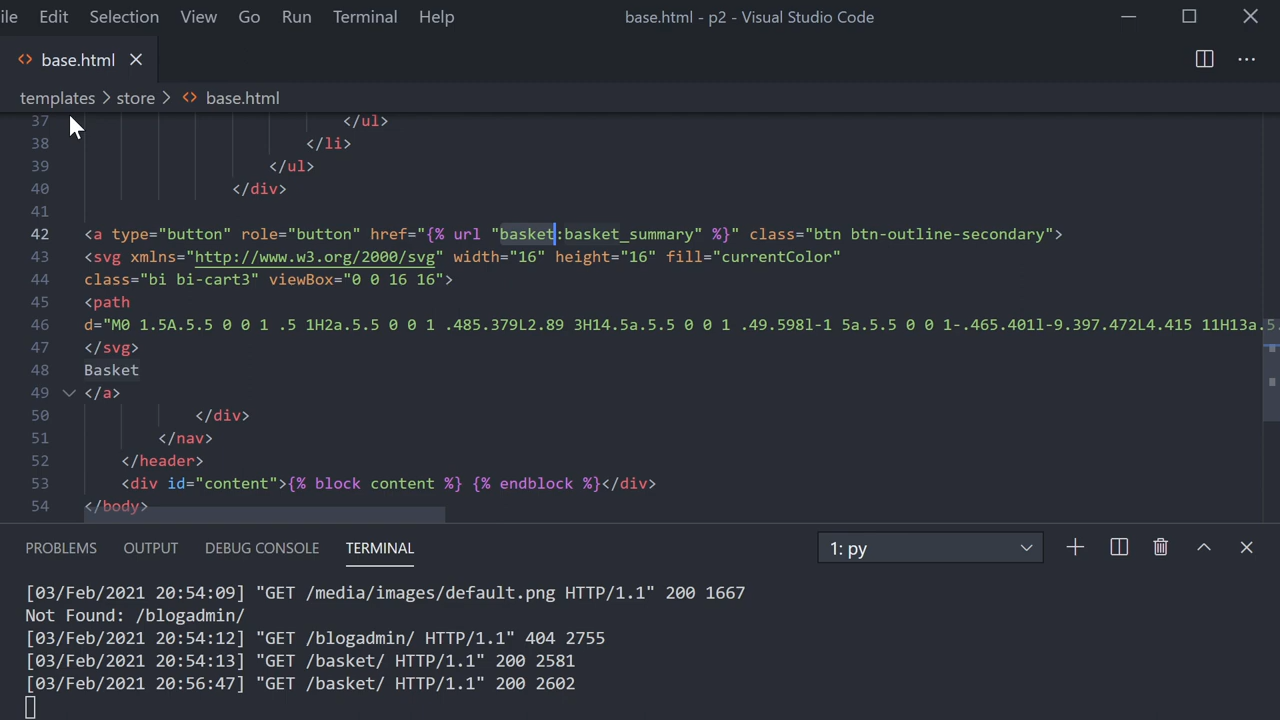 ile Edit Selection View Go Run Terminal Help base.html - p2 - Visual Studio Code
base.html
templates > store > base.html
37 </ul>
38 </li>
39 </ul>
40 </div>
41
42 <a type="button" role="button" href="{% url "basket:basket_summary" %}" class="btn btn-outline-secondary">
43 <svg xmlns="http://www.w3.org/2000/svg" width="16" height="16" fill="currentColor"
44 class="bi bi-cart3" viewBox="0 0 16 16">
45 <path
46 d="M0 1.5A.5.5 0 0 1 .5 1H2a.5.5 0 0 1 .485.379L2.89 3H14.5a.5.5 0 0 1 .49.598l-1 5a.5.5 0 0 1-.465.401l-9.397.472L4.415 11H13a.5
47 </svg>
48 Basket
49 </a>
50 </div>
51 </nav>
52 </header>
53 <div id="content">{% block content %} {% endblock %}</div>
54 </body>
PROBLEMS OUTPUT DEBUG CONSOLE TERMINAL 1: py
[03/Feb/2021 20:54:09] "GET /media/images/default.png HTTP/1.1" 200 1667
Not Found: /blogadmin/
[03/Feb/2021 20:54:12] "GET /blogadmin/ HTTP/1.1" 404 2755
[03/Feb/2021 20:54:13] "GET /basket/ HTTP/1.1" 200 2581
[03/Feb/2021 20:56:47] "GET /basket/ HTTP/1.1" 200 2602